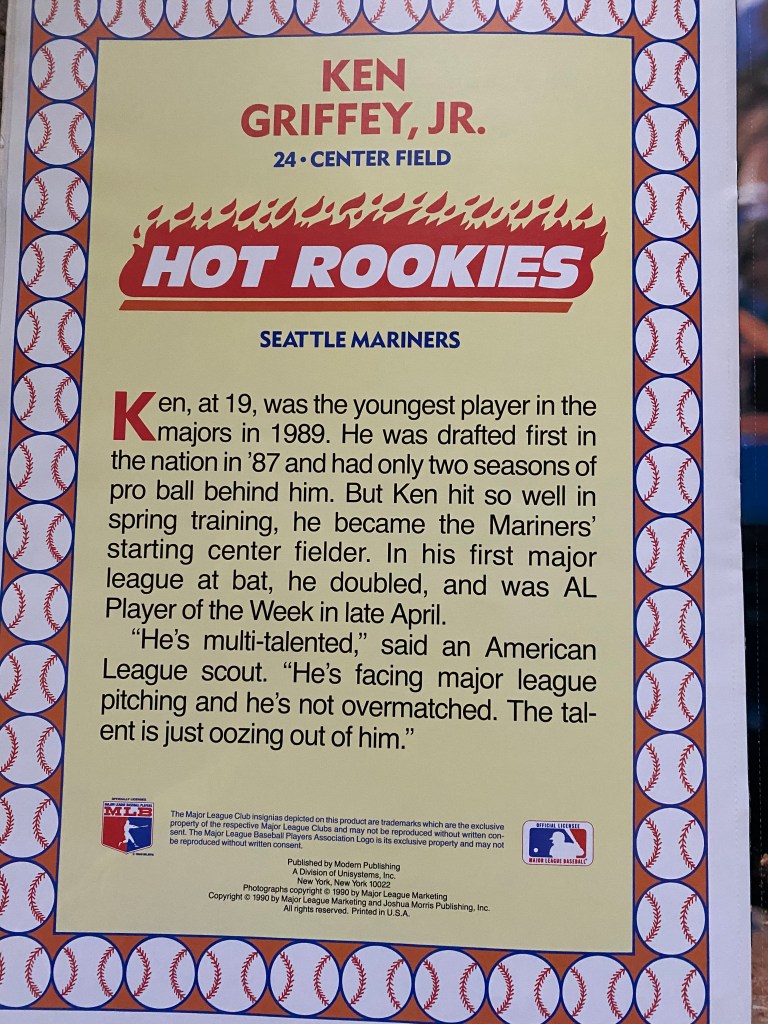 KEN
GRIFFEY, JR.
24 • CENTER FIELD
HOT ROOKIES
SEATTLE MARINERS
Ken, at 19, was the youngest player in the
majors in 1989. He was drafted first in
the nation in '87 and had only two seasons of
pro ball behind him. But Ken hit so well in
spring training, he became the Mariners'
starting center fielder. In his first major
league at bat, he doubled, and was AL
Player of the Week in late April.
"He's multi-talented," said an American
League scout. "He's facing major league
pitching and he's not overmatched. The tal-
ent is just oozing out of him."
MLB
The Major League Club insignias depicted on this product are trademarks which are the exclusive
property of the respective Major League Clubs and may not be reproduced without written con-
sent. The Major League Baseball Players Association Logo is its exclusive property and may not
be reproduced without written consent.
OFFICIAL LICENSEE
MAJOR LEAGUE BASEBALL
Published by Modern Publishing
A Division of Unisystems, Inc.
New York, New York 10022
Photographs copyright © 1990 by Major League Marketing
Copyright © 1990 by Major League Marketing and Joshua Morris Publishing, Inc.
All rights reserved. Printed in U.S.A.